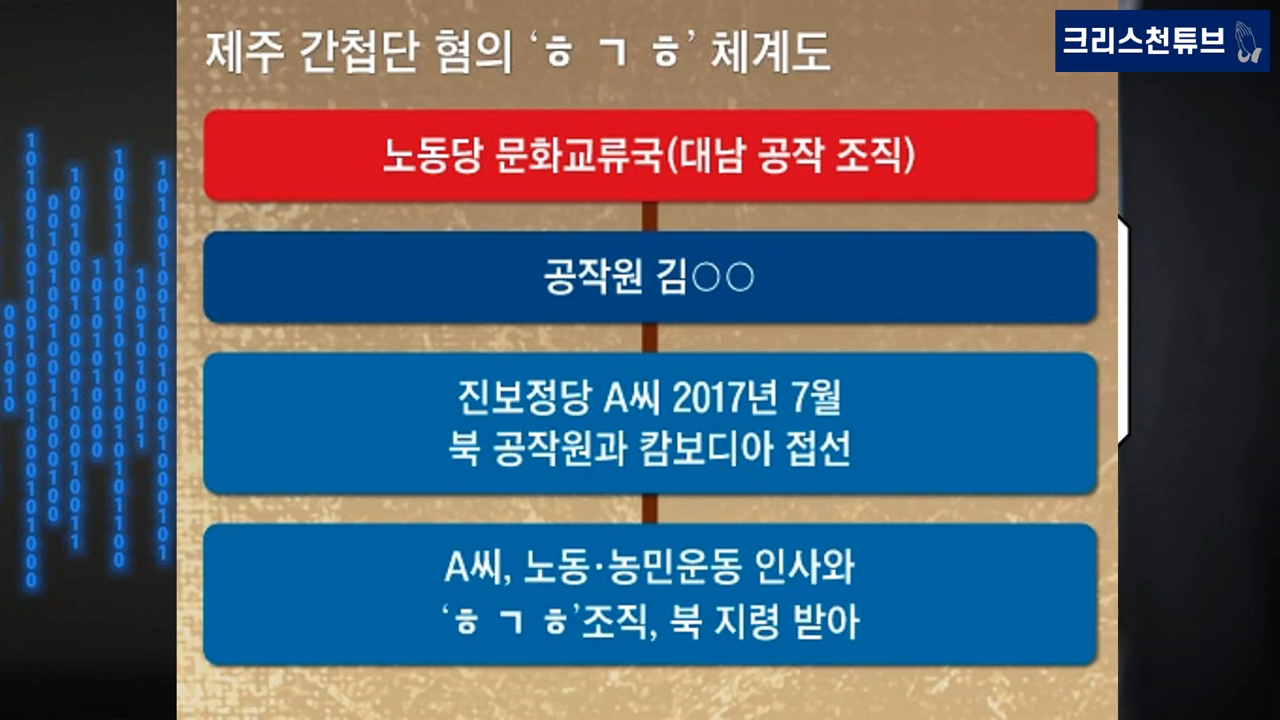 제주 간첩단 혐의 ‘ㅎ ㄱ ㅎ’ 체계도
크리스천튜브
노동당 문화교류국(대남 공작 조직)
공작원 김○○
진보정당 A씨 2017년 7월
북 공작원과 캄보디아 접선
A씨, 노동·농민운동 인사와
‘ㅎ ㄱ ㅎ’조직, 북 지령 받아